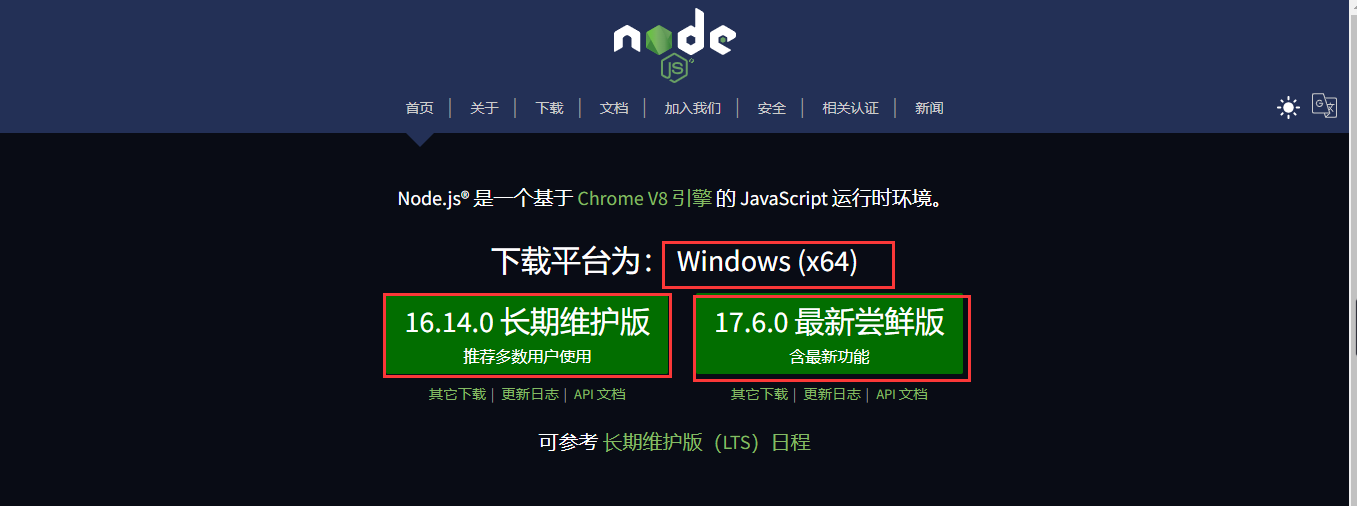 node
JS
首页 | 关于 | 下载 | 文档 | 加入我们 | 安全 | 相关认证 | 新闻
Node.js® 是一个基于 Chrome V8 引擎 的 JavaScript 运行时环境。
下载平台为： Windows (x64)
16.14.0 长期维护版
推荐多数用户使用
17.6.0 最新尝鲜版
含最新功能
其它下载 | 更新日志 | API 文档
其它下载 | 更新日志 | API 文档
可参考 长期维护版（LTS）日程